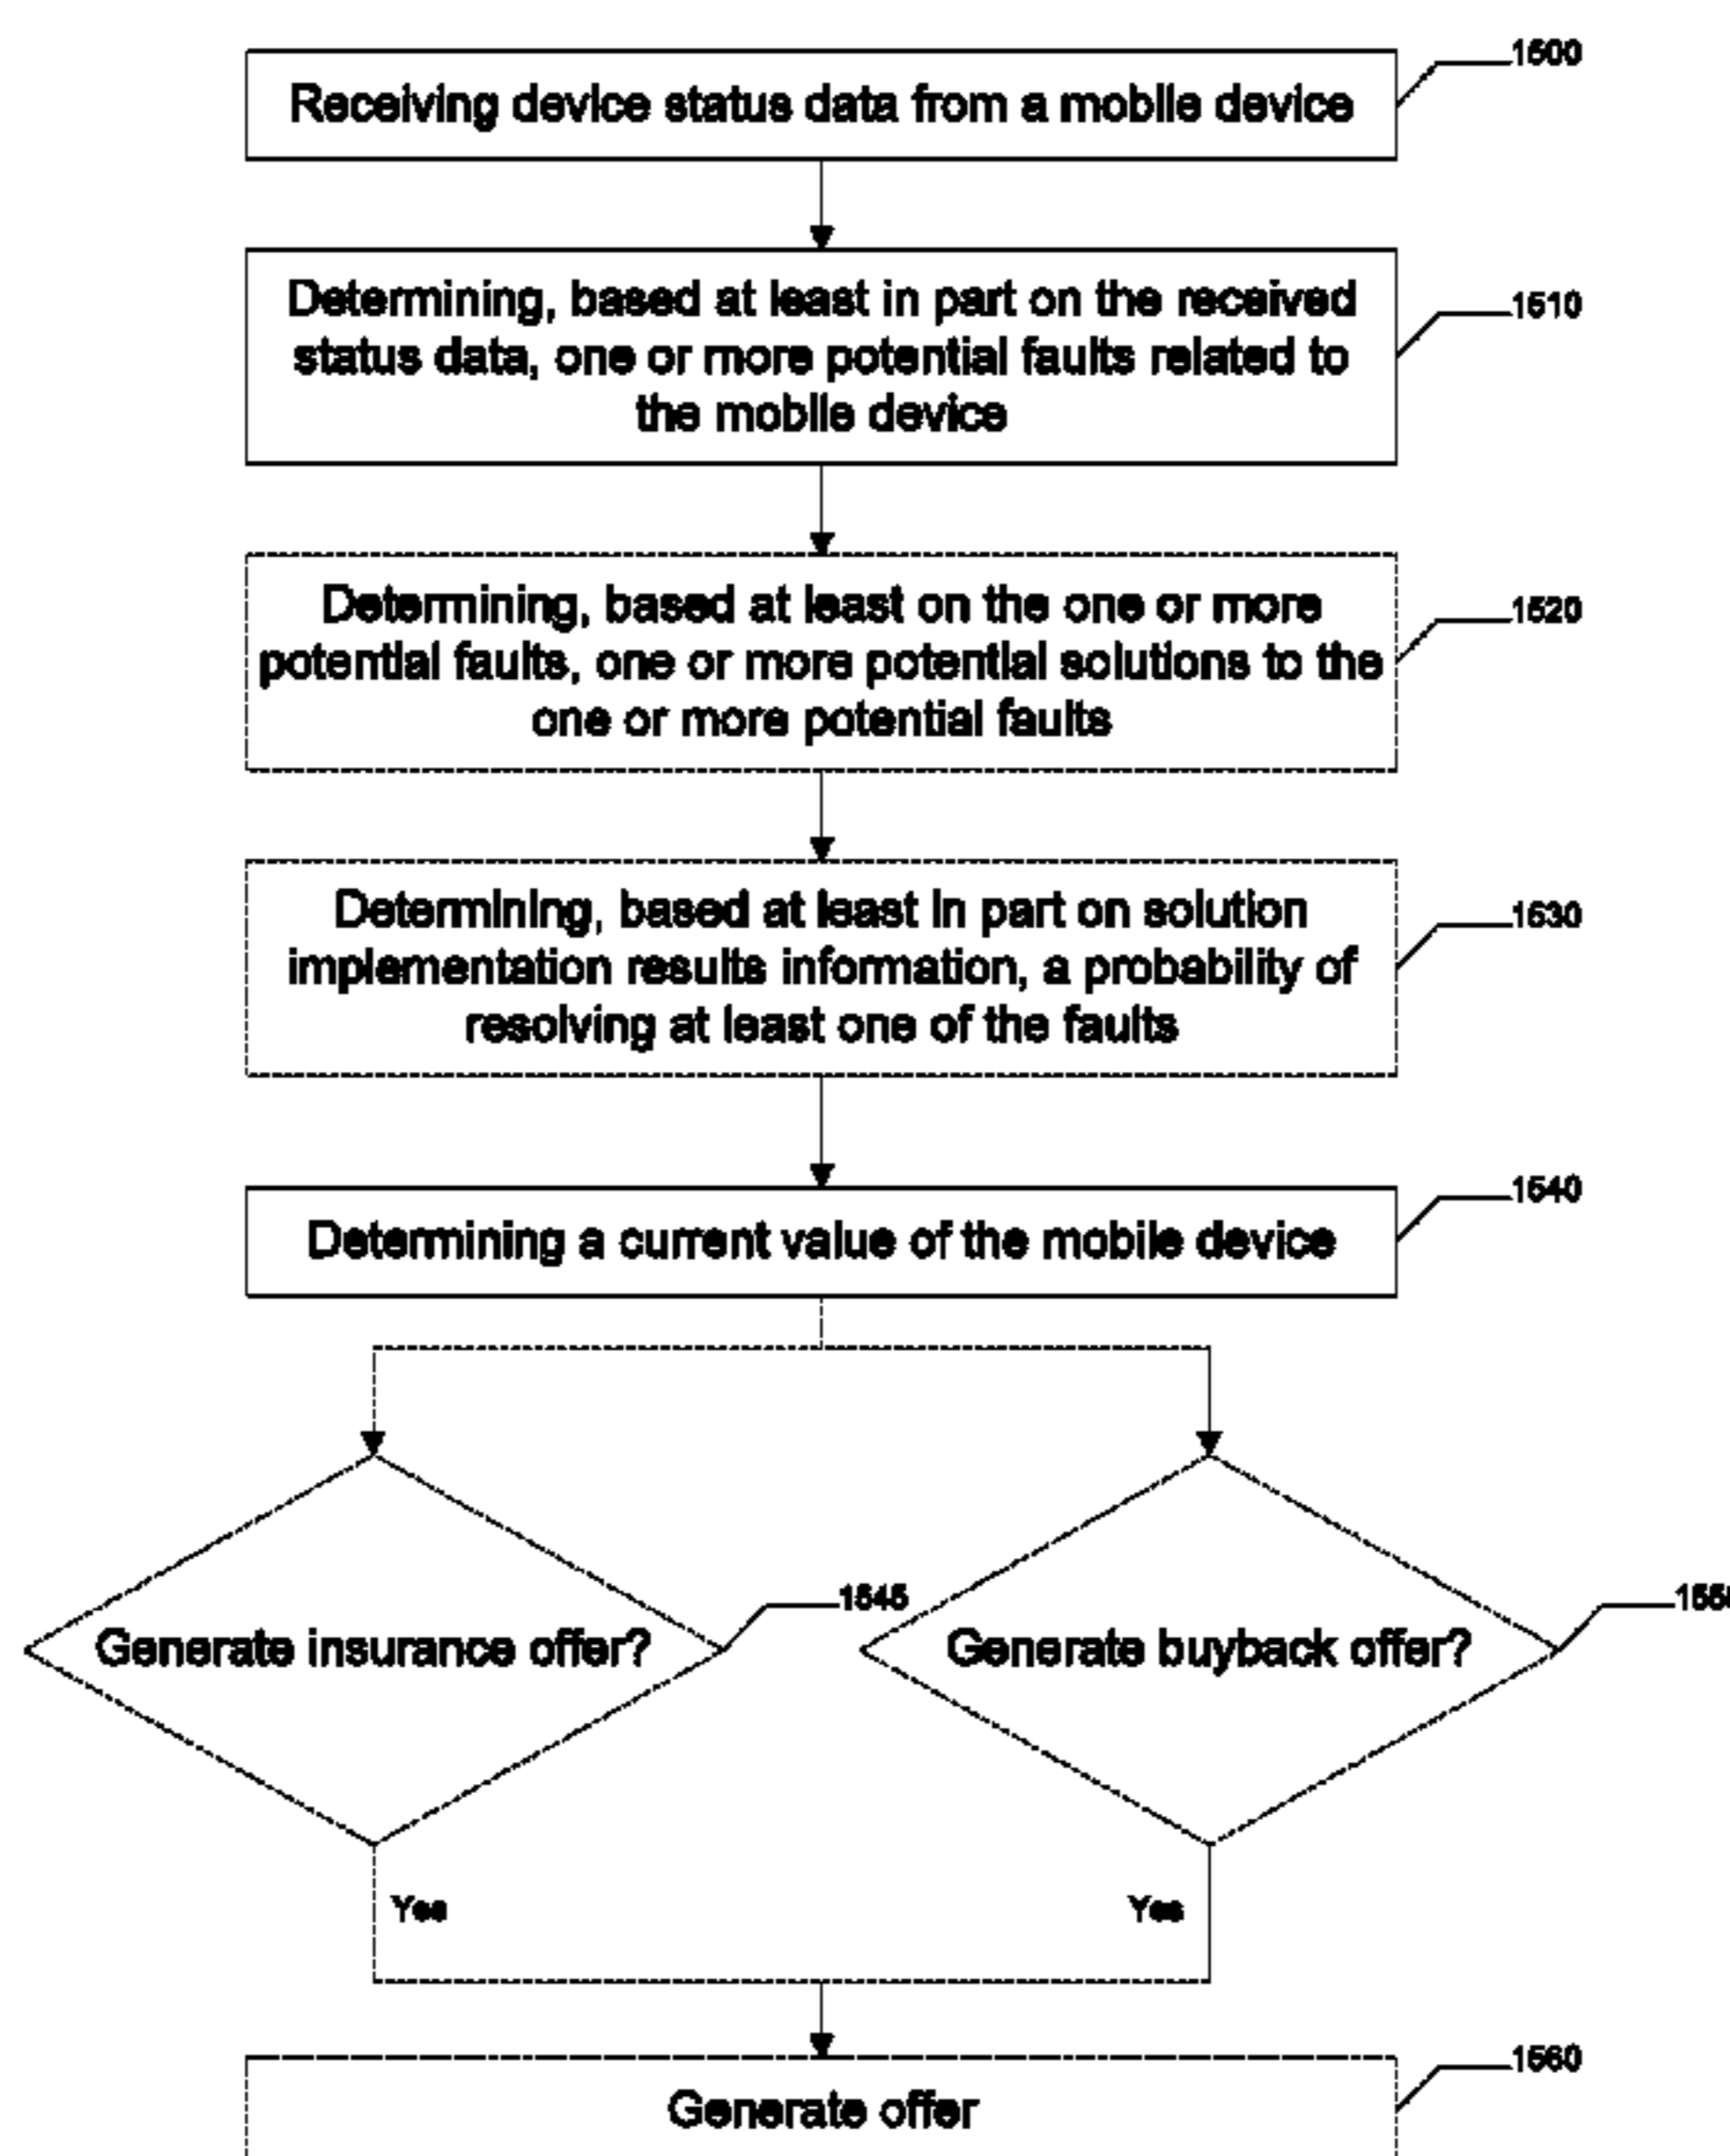 1500
Receiving device status data from a mobile device
1510
Determining, based at least in part on the received
status data, one or more potential faults related to
the mobile device
1520
Determining, based at least on the one or more
potential faults, one or more potential solutions to the
one or more potential faults
1530
Determining, based at least in part on solution
implementation results information, a probability of
resolving at least one of the faults
1540
Determining a current value of the mobile device
1545
Generate insurance offer?
Generate buyback offer?
Yes
Yes
1560
Generate offer